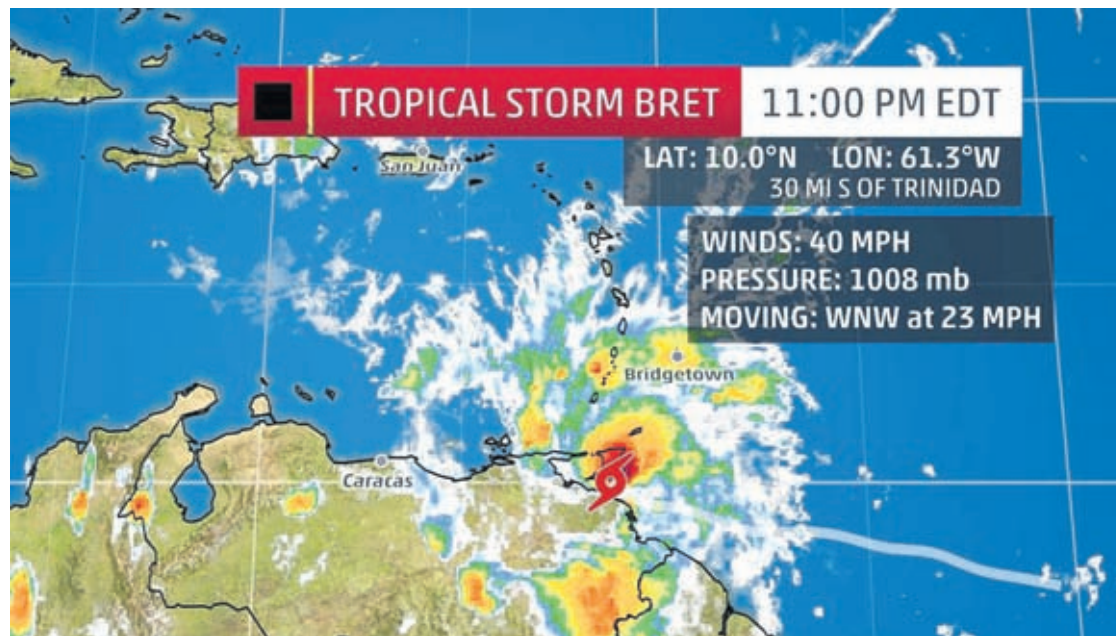 TROPICAL STORM BRET 11:00 PM EDT
LAT: 10.0°N LON: 61.3°W
30 MI S OF TRINIDAD
San Juan
WINDS: 40 MPH
PRESSURE: 1008 mb
MOVING: WNW at 23 MPH
Bridgetown
Caracas